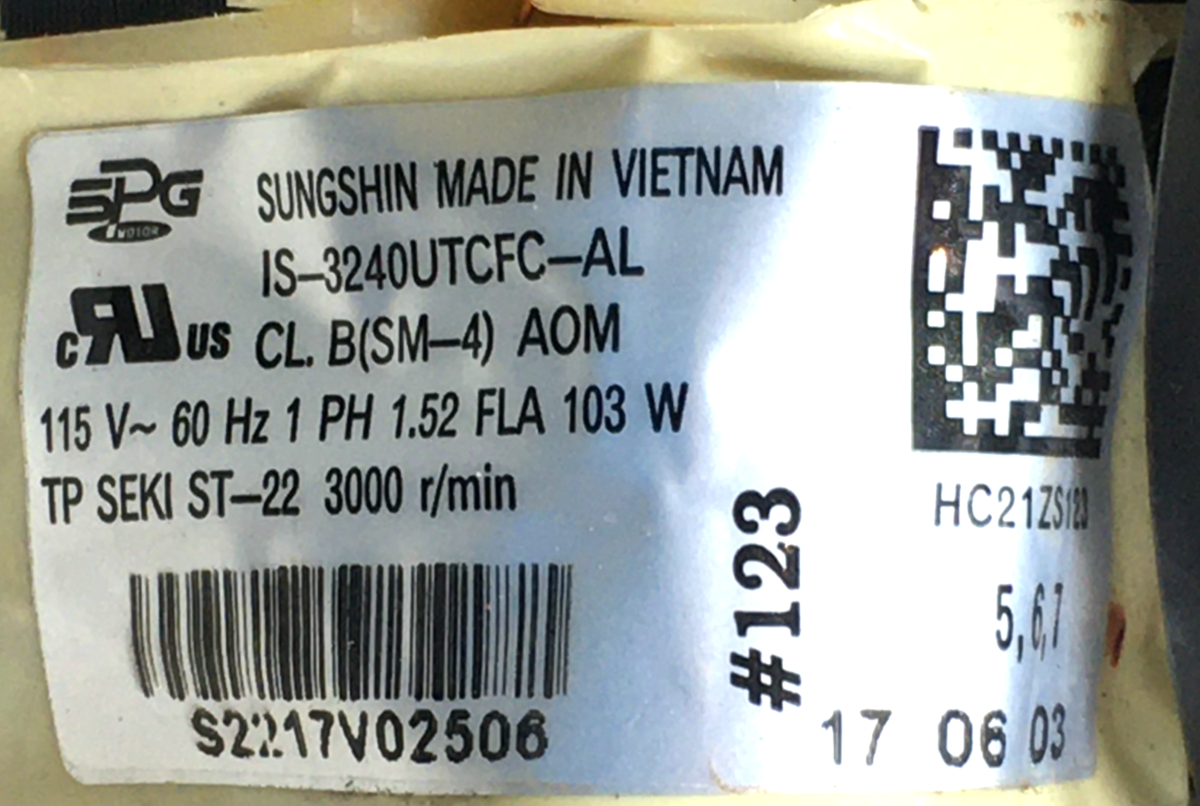 SPG
MOTOR
SUNGSHIN MADE IN VIETNAM
IS-3240UTCFC-AL
c RU US
CL. B(SM-4) AOM
115 V~ 60 Hz 1 PH 1.52 FLA 103 W
TP SEKI ST-22 3000 r/min
S2217V02506
#123
HC21ZS123
5,6,7
17 06 03